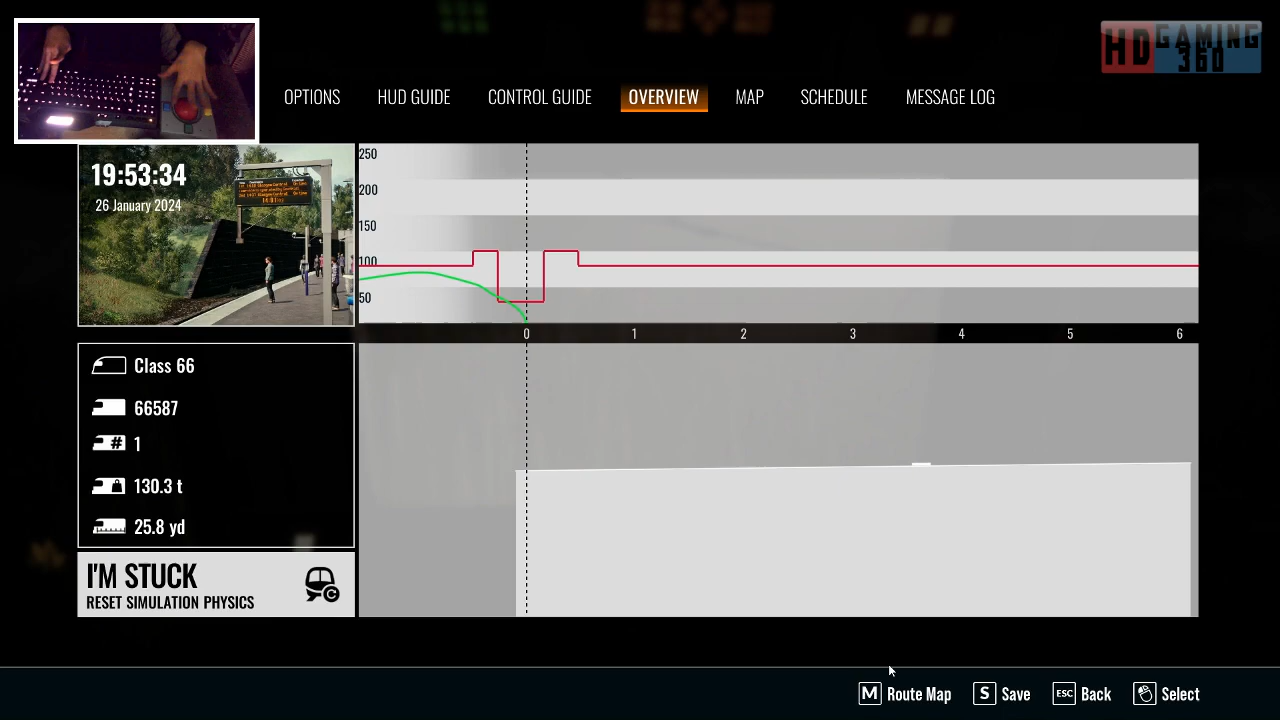 HD GAMING 360
OPTIONS HUD GUIDE CONTROL GUIDE OVERVIEW MAP SCHEDULE MESSAGE LOG
19:53:34
26 January 2024
250
200
150
100
50
0 1 2 3 4 5 6
Class 66
66587
# 1
130.3 t
25.8 yd
I'M STUCK
RESET SIMULATION PHYSICS
M Route Map S Save ESC Back Select